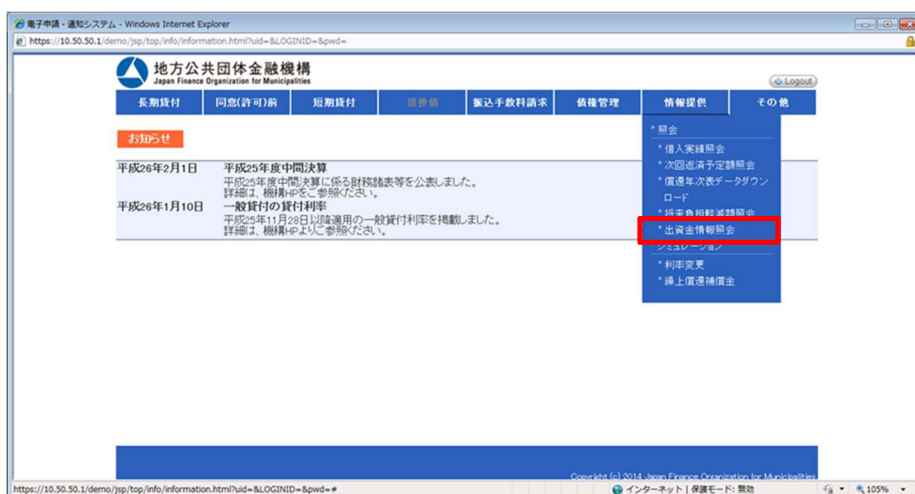 電子申請・通知システム - Windows Internet Explorer
https://10.50.50.1/demo/jsp/top/info/information.html?uid=&LOGINID=&pwd=
地方公共団体金融機構
Japan Finance Organization for Municipalities
Logout
長期貸付 同意(許可)前 短期貸付 借換債 振込手数料請求 債権管理 情報提供 その他
お知らせ
平成26年2月1日 平成25年度中間決算
平成25年度中間決算に係る財務諸表等を公表しました。
詳細は、機構HPをご参照ください。
平成26年1月10日 一般貸付の貸付利率
平成25年11月28日以降適用の一般貸付利率を掲載しました。
詳細は、機構HPよりご参照ください。
* 照会
* 借入実績照会
* 次回返済予定額照会
* 償還年次表データダウン
ロード
* 将来負担軽減額照会
* 出資金情報照会
シミュレーション
* 利率変更
* 繰上償還補償金
Copyright (c) 2014 Japan Finance Organization for Municipalities
https://10.50.50.1/demo/jsp/top/info/information.html?uid=&LOGINID=&pwd=#
インターネット | 保護モード: 無効
105%